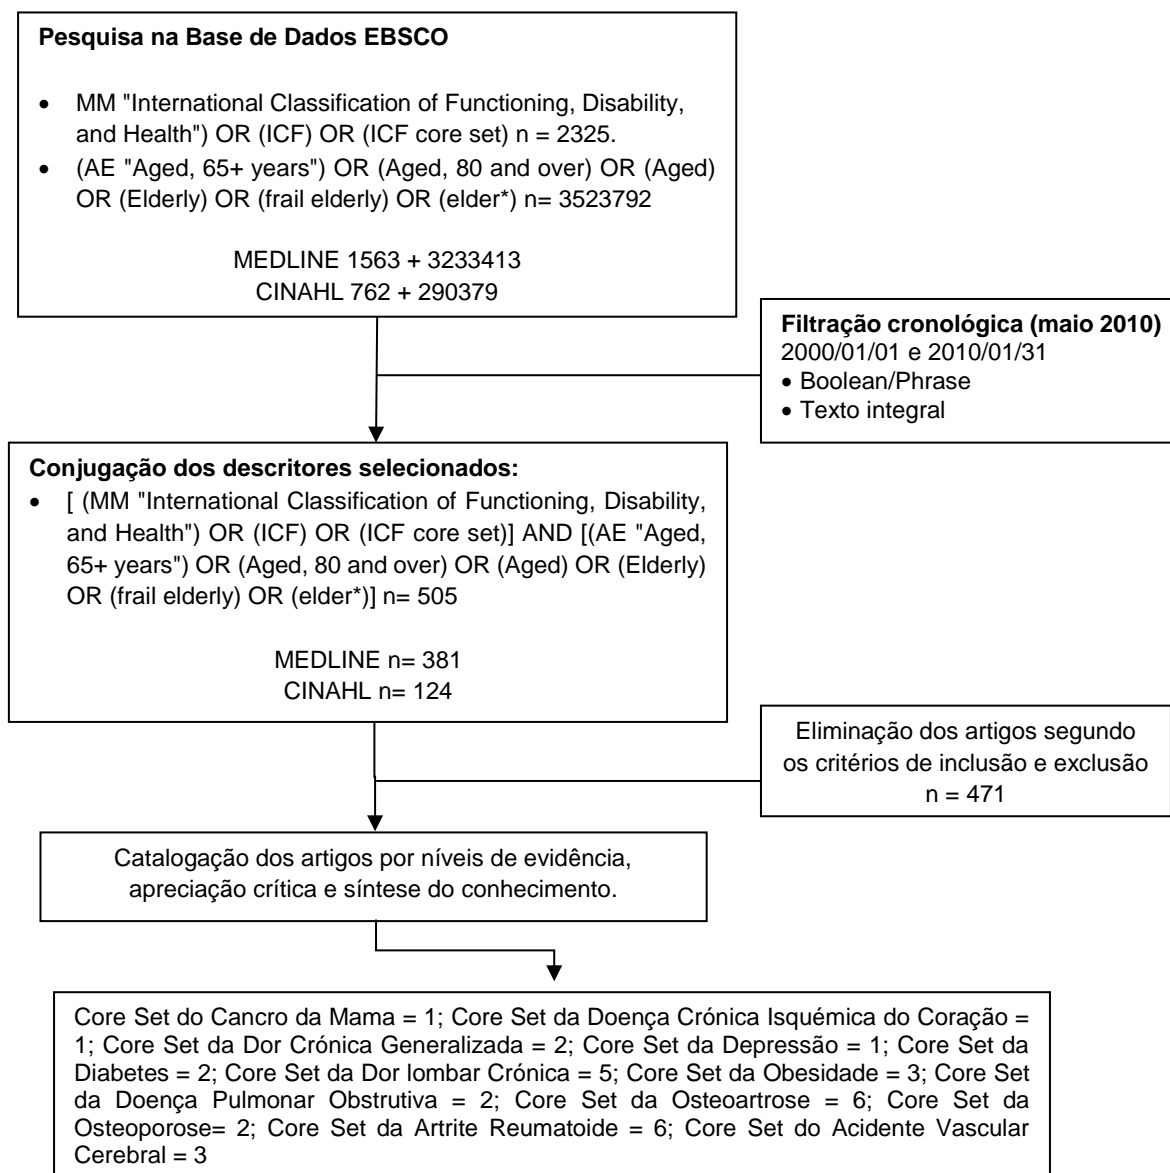 Pesquisa na Base de Dados EBSCO
• MM "International Classification of Functioning, Disability,
and Health") OR (ICF) OR (ICF core set) n = 2325.
• (AE "Aged, 65+ years") OR (Aged, 80 and over) OR (Aged)
OR (Elderly) OR (frail elderly) OR (elder*) n= 3523792
MEDLINE 1563 + 3233413
CINAHL 762 + 290379
Filtração cronológica (maio 2010)
2000/01/01 e 2010/01/31
• Boolean/Phrase
• Texto integral
Conjugação dos descritores selecionados:
• [ (MM "International Classification of Functioning, Disability,
and Health") OR (ICF) OR (ICF core set)] AND [(AE "Aged,
65+ years") OR (Aged, 80 and over) OR (Aged) OR (Elderly)
OR (frail elderly) OR (elder*)] n= 505
MEDLINE n= 381
CINAHL n= 124
Eliminação dos artigos segundo
os critérios de inclusão e exclusão
n = 471
Catalogação dos artigos por níveis de evidência,
apreciação crítica e síntese do conhecimento.
Core Set do Cancro da Mama = 1; Core Set da Doença Crónica Isquémica do Coração =
1; Core Set da Dor Crónica Generalizada = 2; Core Set da Depressão = 1; Core Set da
Diabetes = 2; Core Set da Dor lombar Crónica = 5; Core Set da Obesidade = 3; Core Set
da Doença Pulmonar Obstrutiva = 2; Core Set da Osteoartrose = 6; Core Set da
Osteoporose= 2; Core Set da Artrite Reumatoide = 6; Core Set do Acidente Vascular
Cerebral = 3